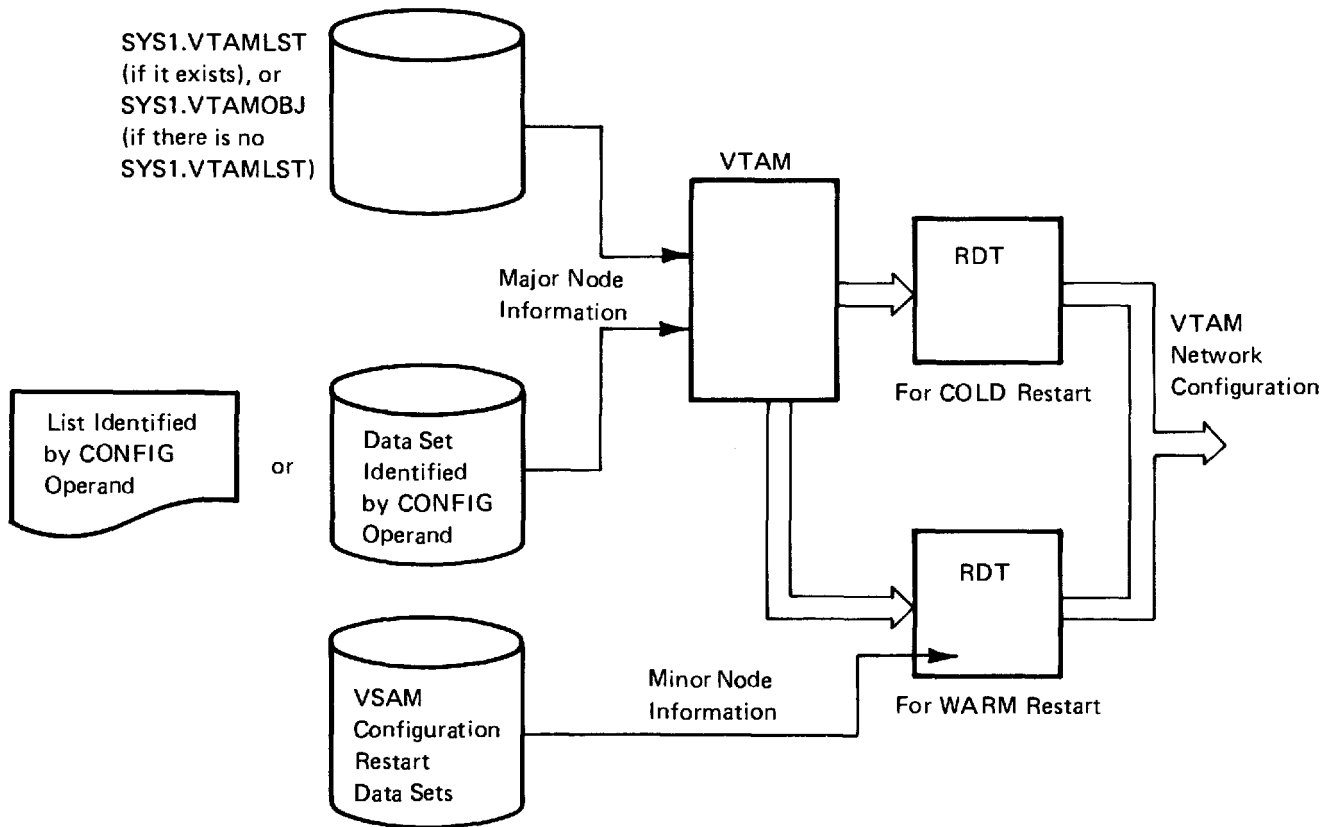 SYS1.VTAMLST
(if it exists), or
SYS1.VTAMOBJ
(if there is no
SYS1.VTAMLST)
VTAM
Major Node
Information
RDT
For COLD Restart
VTAM
Network
Configuration
List Identified
by CONFIG
Operand
or
Data Set
Identified
by CONFIG
Operand
RDT
For WARM Restart
Minor Node
Information
VSAM
Configuration
Restart
Data Sets